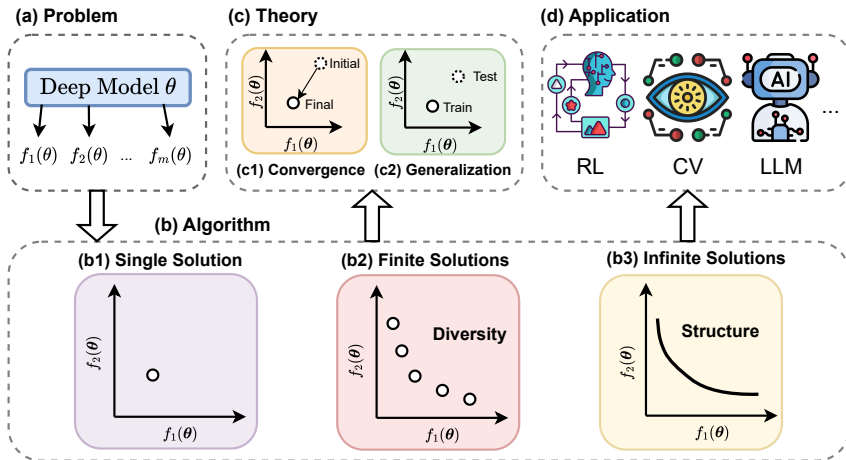 (a) Problem
Deep Model θ
f₁(θ) f₂(θ) ... fₘ(θ)
(c) Theory
f₂(θ)
Initial
Final
f₁(θ)
(c1) Convergence
f₂(θ)
Test
Train
f₁(θ)
(c2) Generalization
(d) Application
AI
...
RL CV LLM
(b) Algorithm
(b1) Single Solution
f₂(θ)
f₁(θ)
(b2) Finite Solutions
Diversity
f₂(θ)
f₁(θ)
(b3) Infinite Solutions
Structure
f₂(θ)
f₁(θ)